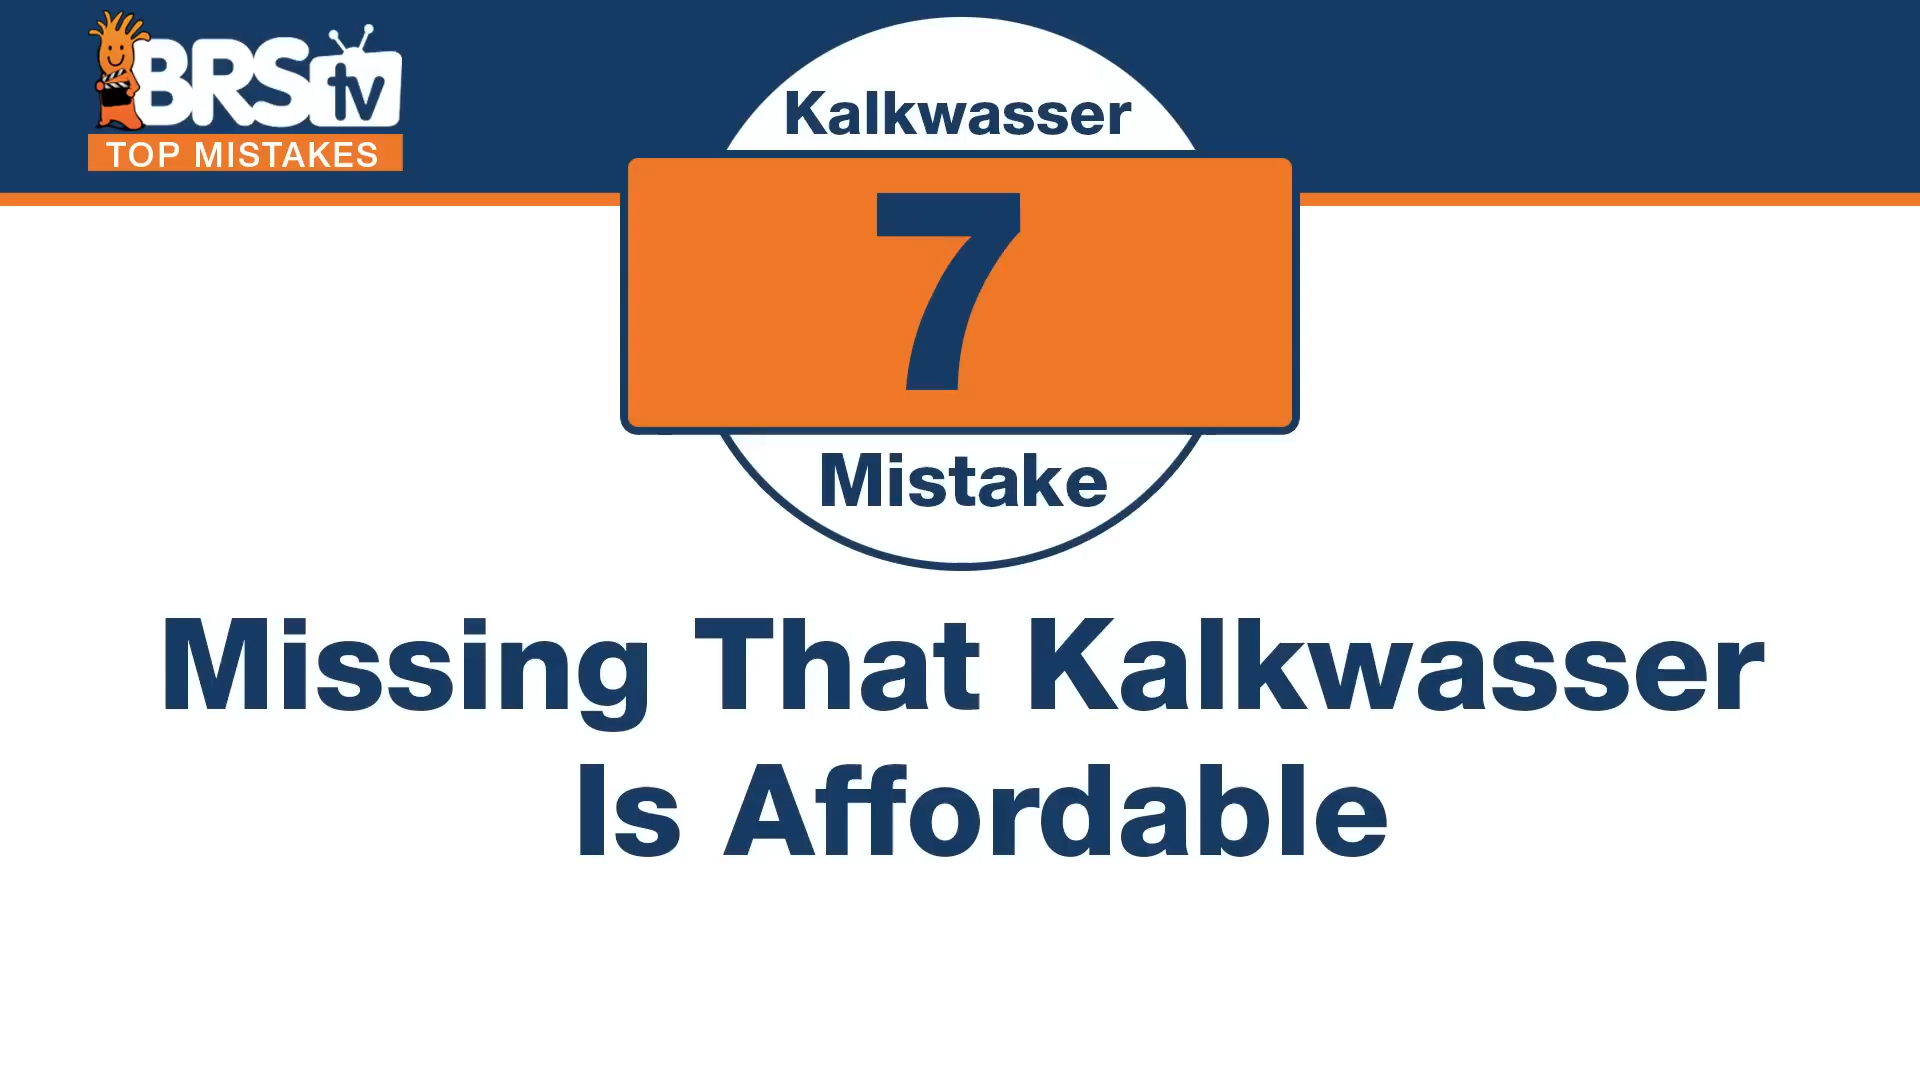 BRStv
TOP MISTAKES
Kalkwasser
7
Mistake
Missing That Kalkwasser
Is Affordable